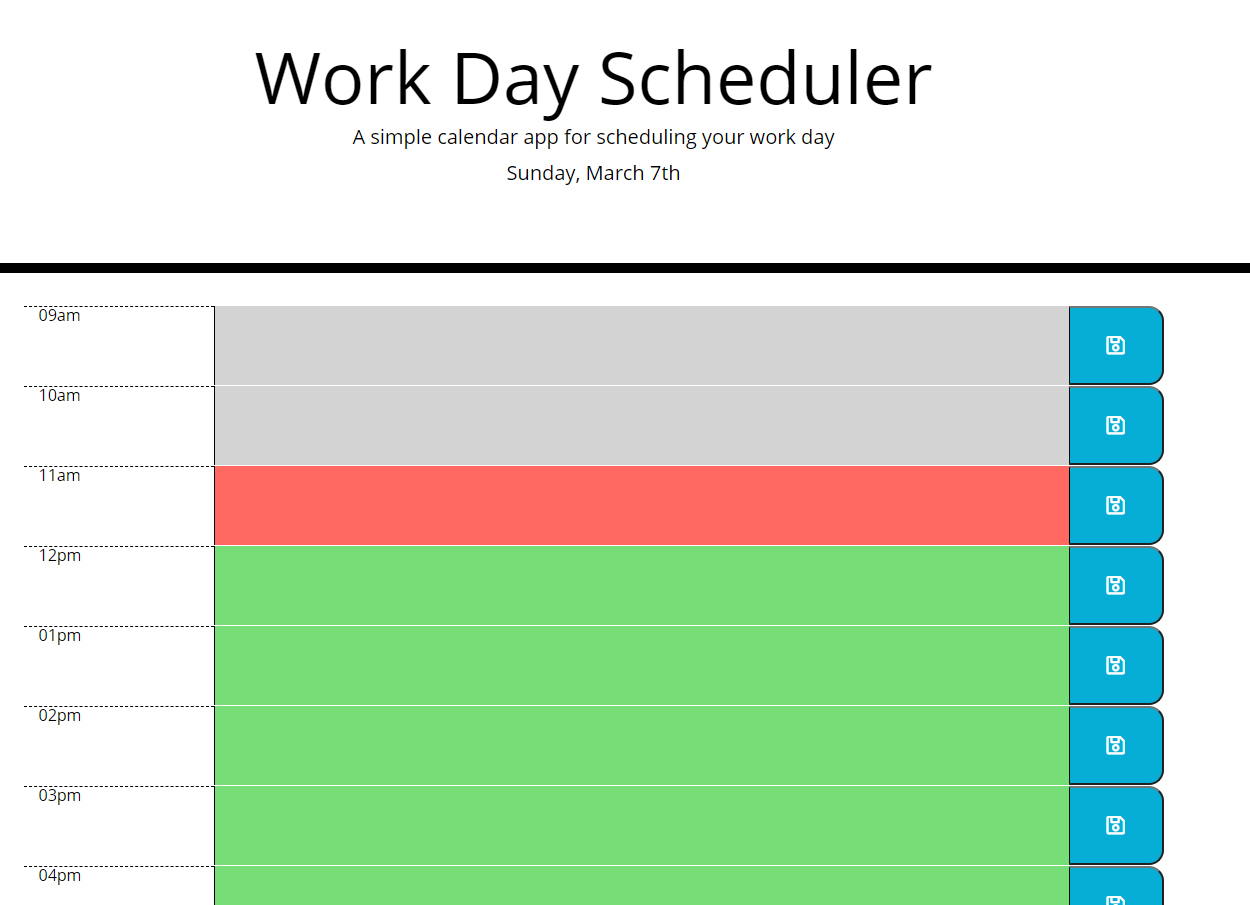 Work Day Scheduler
A simple calendar app for scheduling your work day
Sunday, March 7th
09am
10am
11am
12pm
01pm
02pm
03pm
04pm